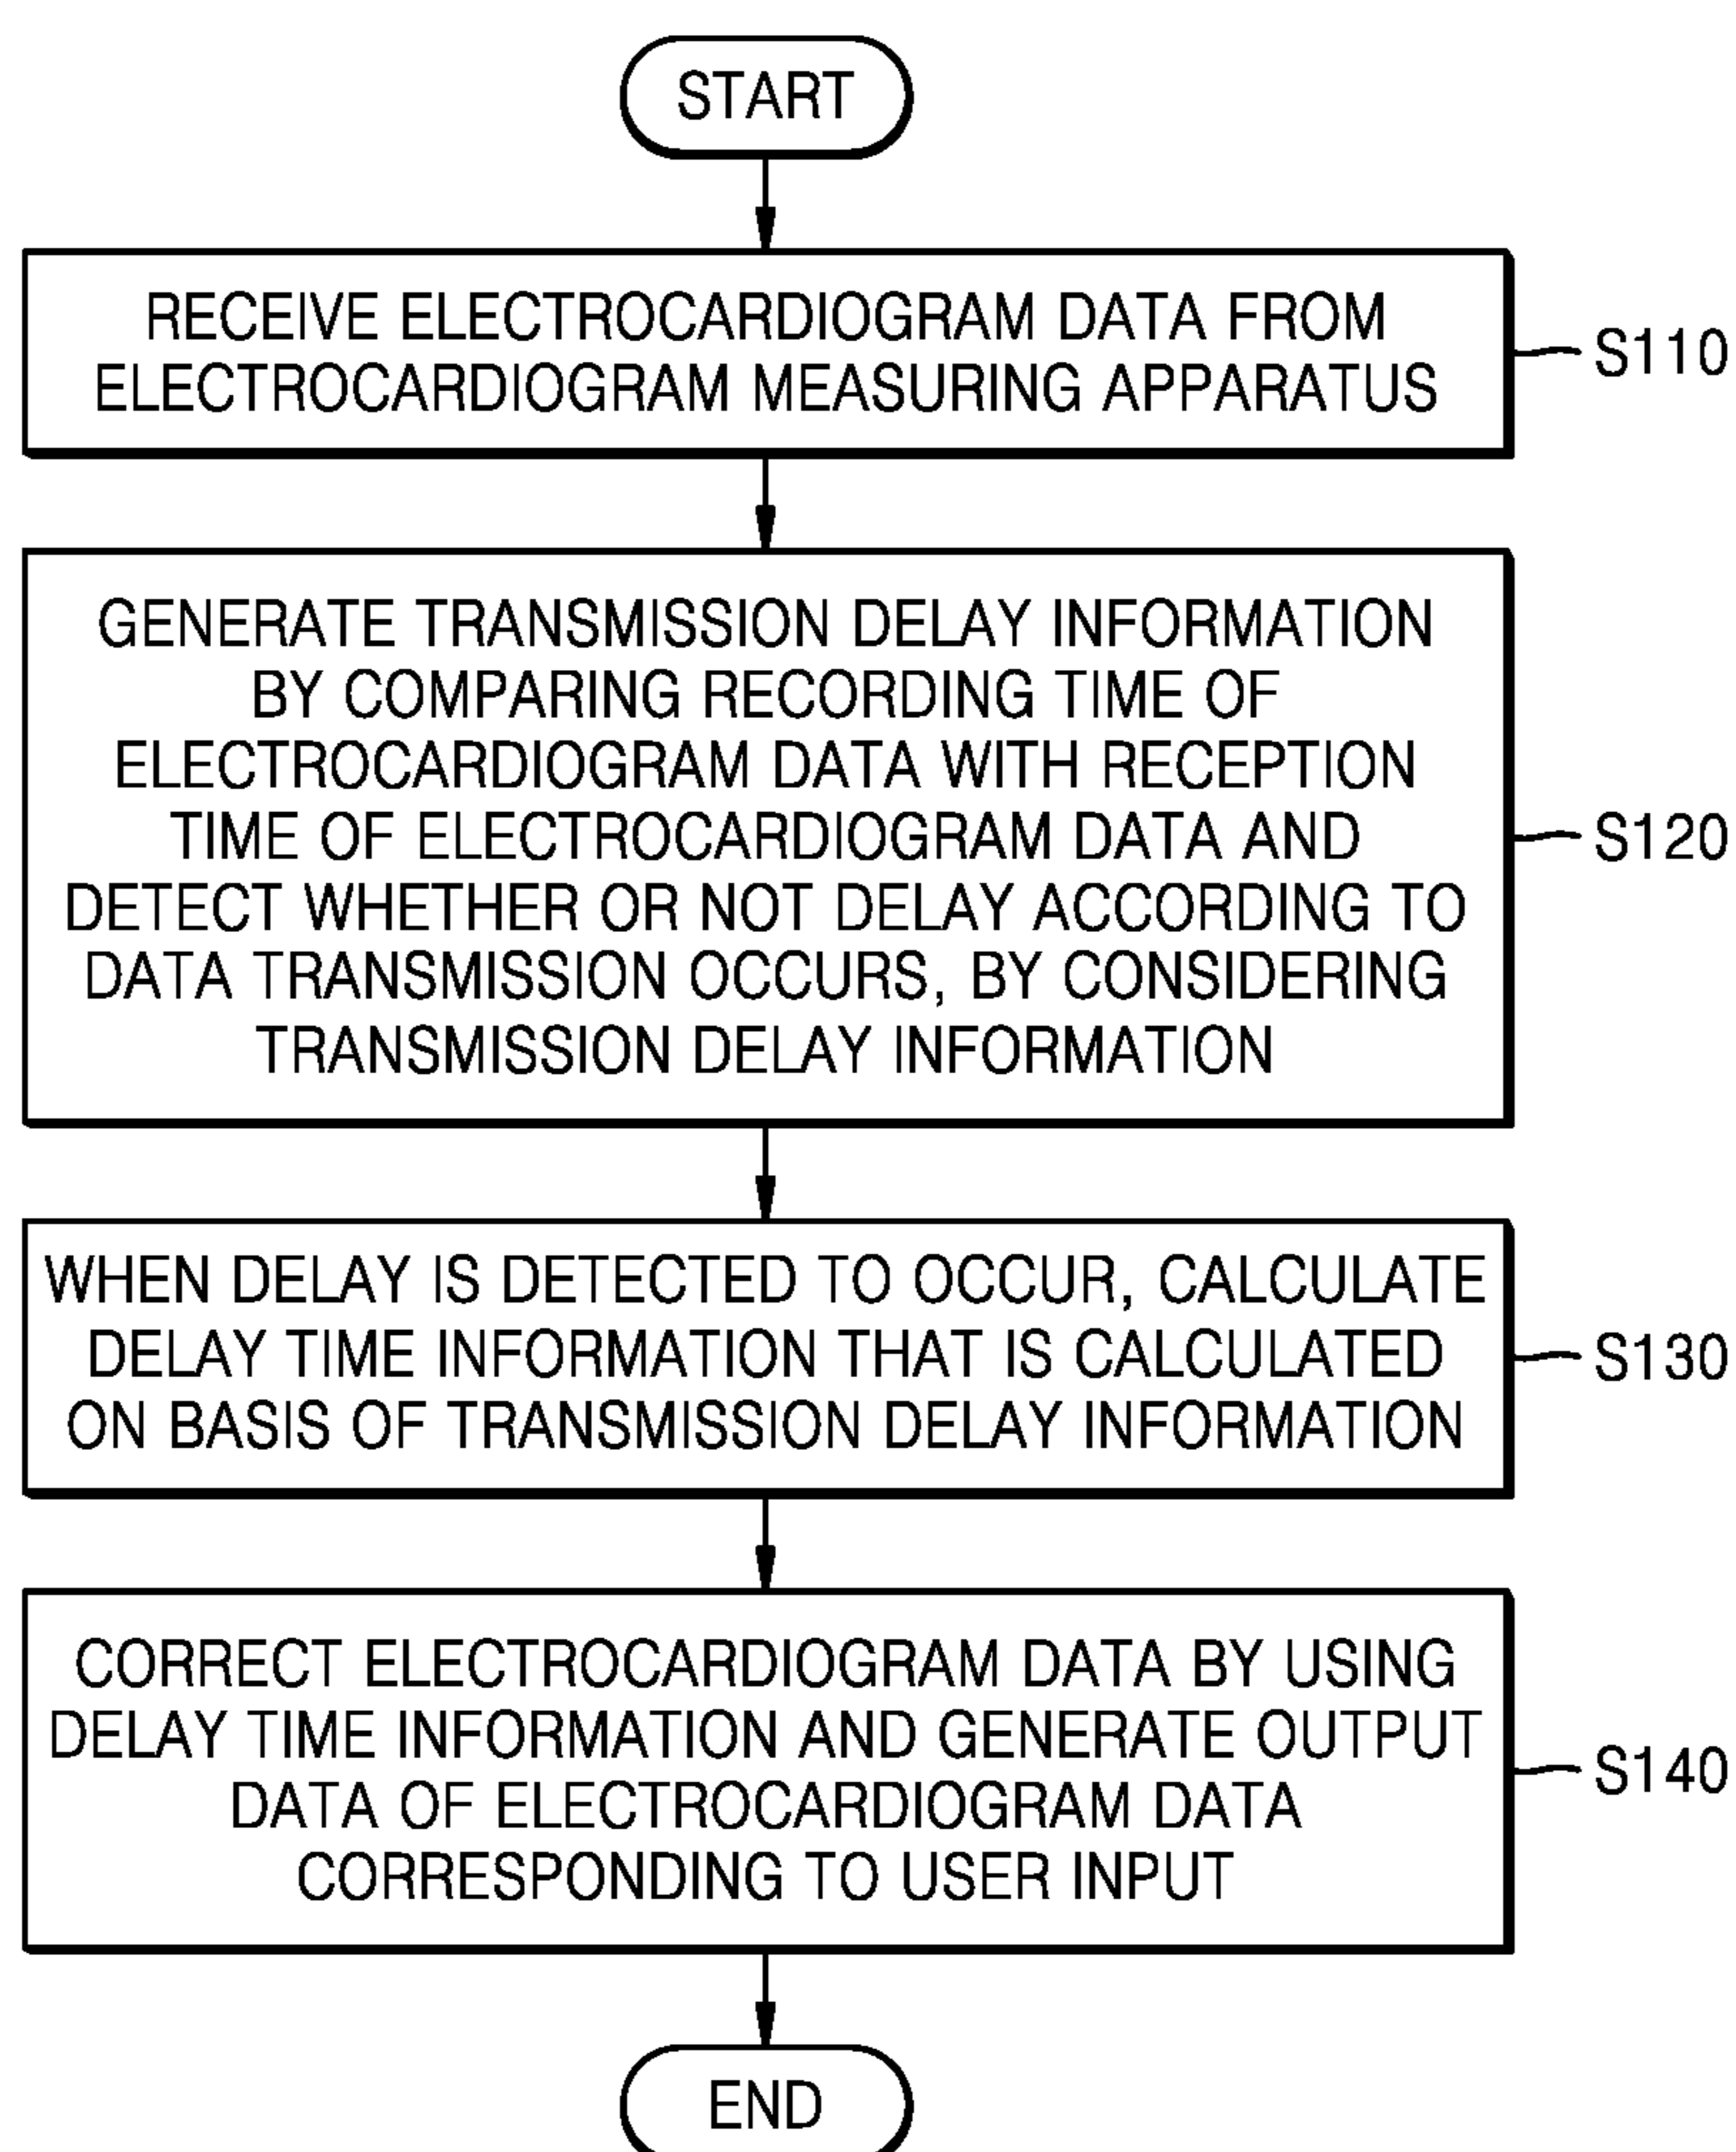 START
RECEIVE ELECTROCARDIOGRAM DATA FROM
ELECTROCARDIOGRAM MEASURING APPARATUS
S110
GENERATE TRANSMISSION DELAY INFORMATION
BY COMPARING RECORDING TIME OF
ELECTROCARDIOGRAM DATA WITH RECEPTION
TIME OF ELECTROCARDIOGRAM DATA AND
DETECT WHETHER OR NOT DELAY ACCORDING TO
DATA TRANSMISSION OCCURS, BY CONSIDERING
TRANSMISSION DELAY INFORMATION
S120
WHEN DELAY IS DETECTED TO OCCUR, CALCULATE
DELAY TIME INFORMATION THAT IS CALCULATED
ON BASIS OF TRANSMISSION DELAY INFORMATION
S130
CORRECT ELECTROCARDIOGRAM DATA BY USING
DELAY TIME INFORMATION AND GENERATE OUTPUT
DATA OF ELECTROCARDIOGRAM DATA
CORRESPONDING TO USER INPUT
S140
END